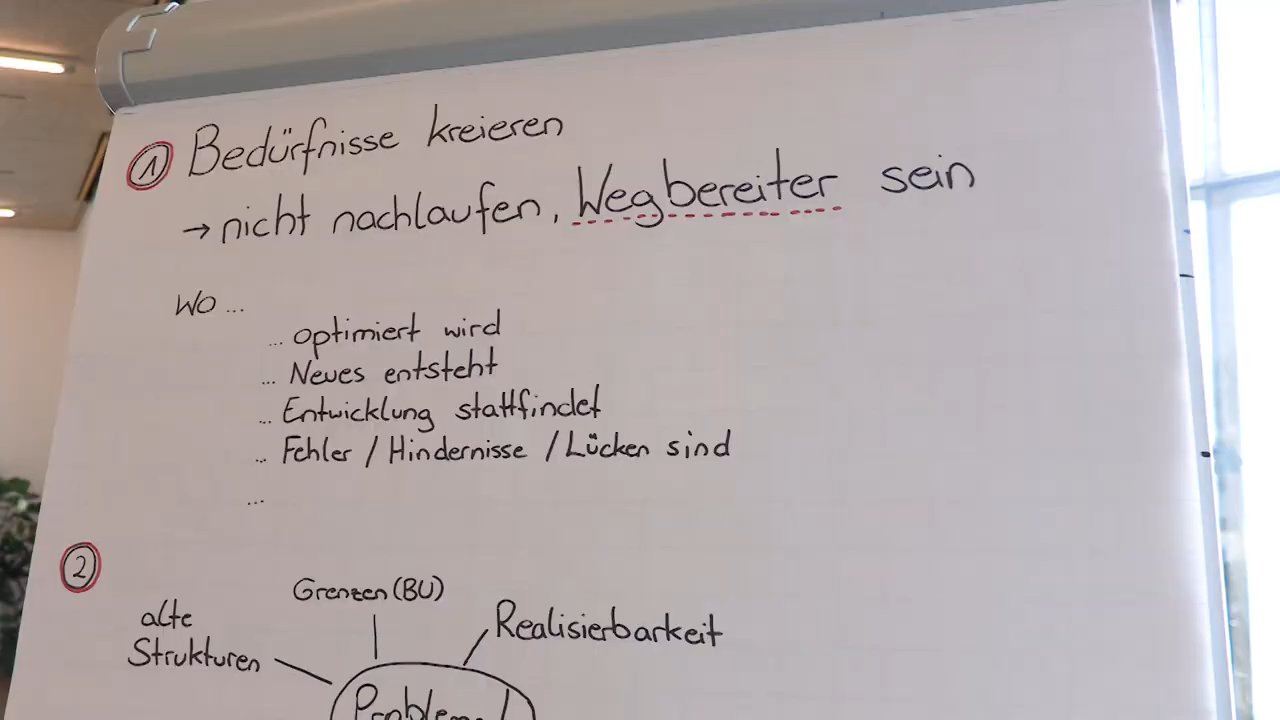 ① Bedürfnisse kreieren
→ nicht nachlaufen, Wegbereiter sein
Wo ...
... optimiert wird
... Neues entsteht
... Entwicklung stattfindet
... Fehler / Hindernisse / Lücken sind
...
②
Grenzen (BU)
alte
Strukturen
Realisierbarkeit